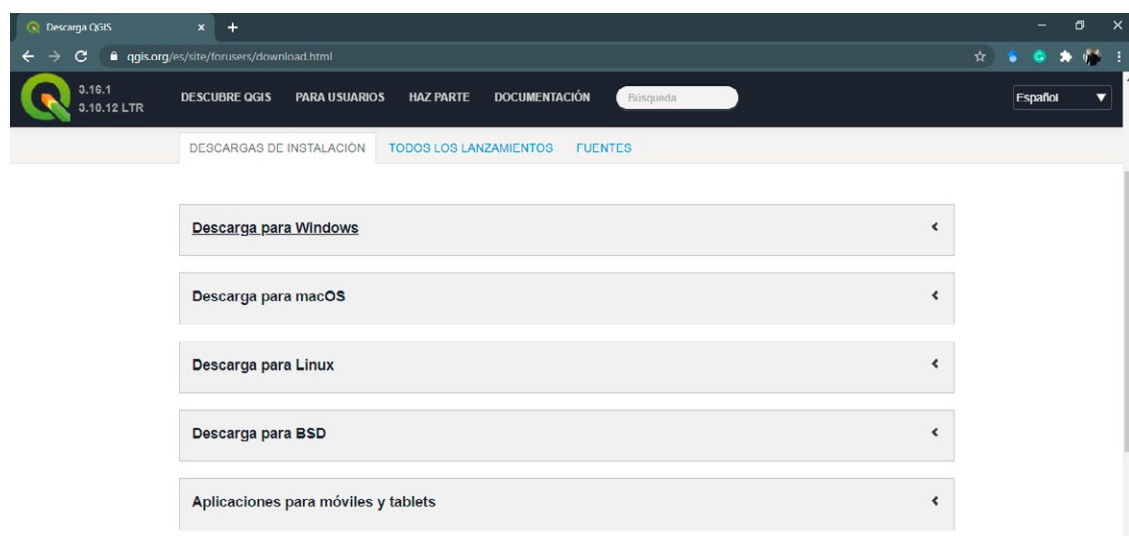 Descarga QGIS
qgis.org/es/site/forusers/download.html
3.16.1
3.10.12 LTR
DESCUBRE QGIS PARA USUARIOS HAZ PARTE DOCUMENTACIÓN Búsqueda Español
DESCARGAS DE INSTALACIÓN TODOS LOS LANZAMIENTOS FUENTES
Descarga para Windows
Descarga para macOS
Descarga para Linux
Descarga para BSD
Aplicaciones para móviles y tablets